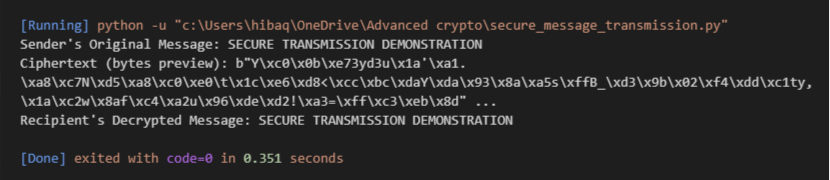 [Running] python -u "c:\Users\hibaq\OneDrive\Advanced crypto\secure_message_transmission.py"
Sender's Original Message: SECURE TRANSMISSION DEMONSTRATION
Ciphertext (bytes preview): b"Y\xc0\x0b\xe73yd3u\x1a'\xa1.
\xa8\xc7N\xd5\xa8\xc0\xe0\t\x1c\xe6\xd8<\xcc\xbc\xdaY\xda\x93\x8a\xa5s\xffB_\xd3\x9b\x02\xf4\xdd\xc1ty,
\x1a\xc2w\x8af\xc4\xa2u\x96\xde\xd2!\xa3=\xff\xc3\xeb\x8d" ...
Recipient's Decrypted Message: SECURE TRANSMISSION DEMONSTRATION
[Done] exited with code=0 in 0.351 seconds